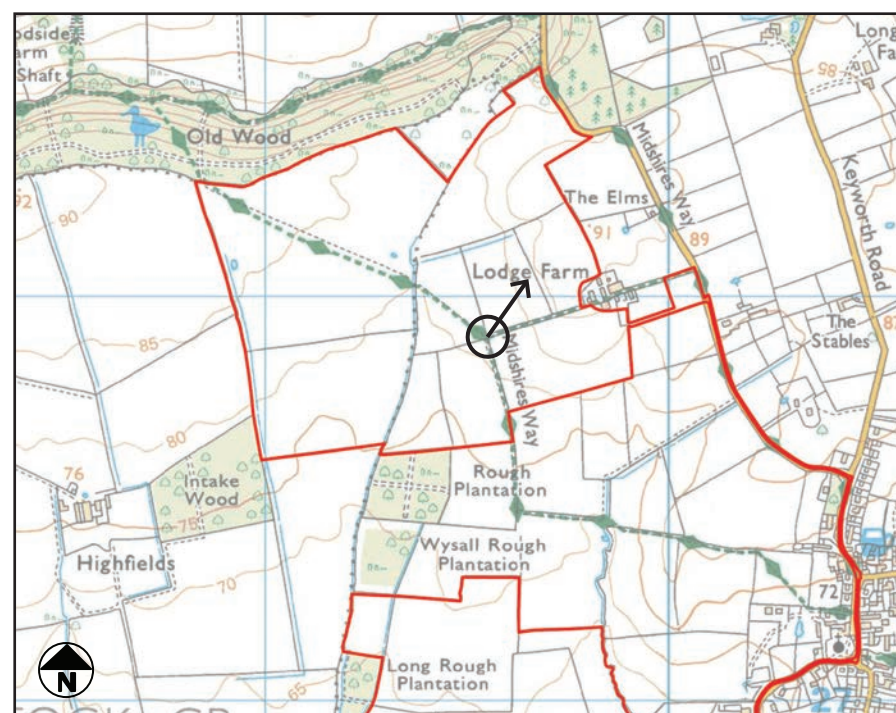 odside
arm
Shaft
Old Wood
92
90
Midshires Way
The Elms
91
89
85
Long
Fa
Keyworth Road
Lodge Farm
The
Stables
85
Midshires Way
80
76
Intake
Wood
75
Rough
Plantation
Highfields
Wysall Rough
Plantation
70
72
Long Rough
Plantation
65
27
N